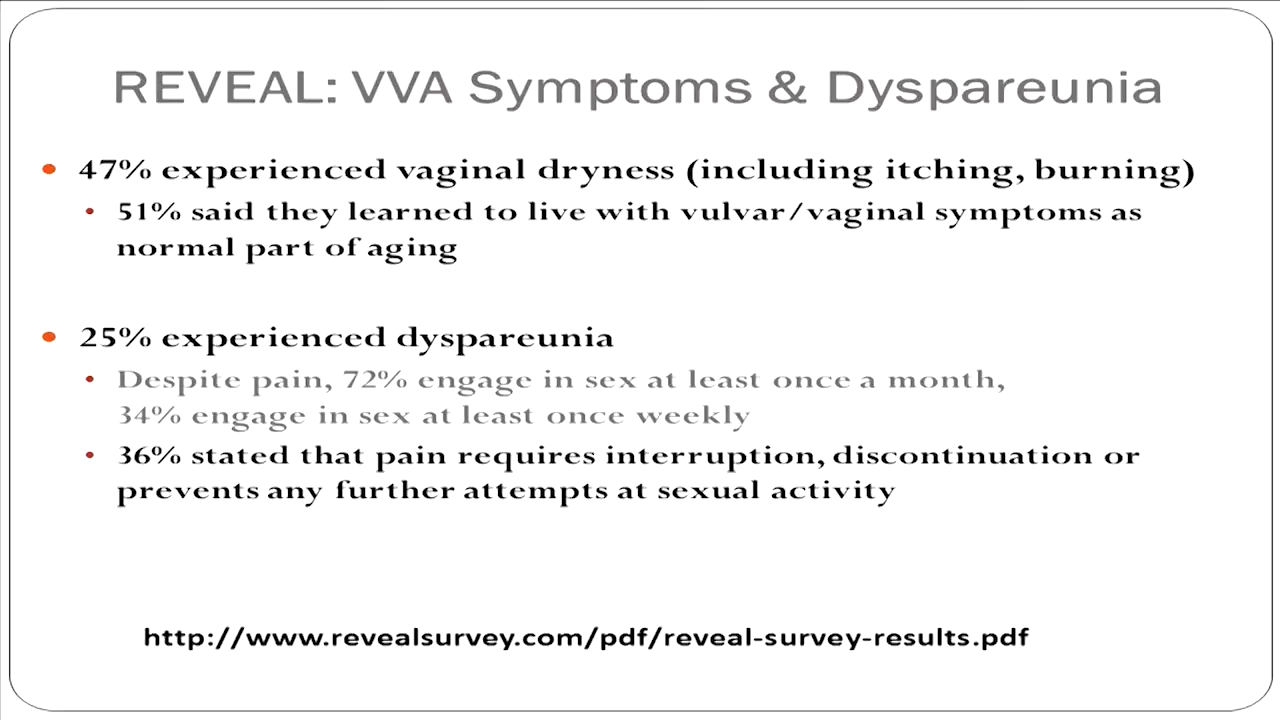 REVEAL: VVA Symptoms & Dyspareunia
• 47% experienced vaginal dryness (including itching, burning)
• 51% said they learned to live with vulvar/vaginal symptoms as
normal part of aging
• 25% experienced dyspareunia
• Despite pain, 72% engage in sex at least once a month,
34% engage in sex at least once weekly
• 36% stated that pain requires interruption, discontinuation or
prevents any further attempts at sexual activity
http://www.revealsurvey.com/pdf/reveal-survey-results.pdf